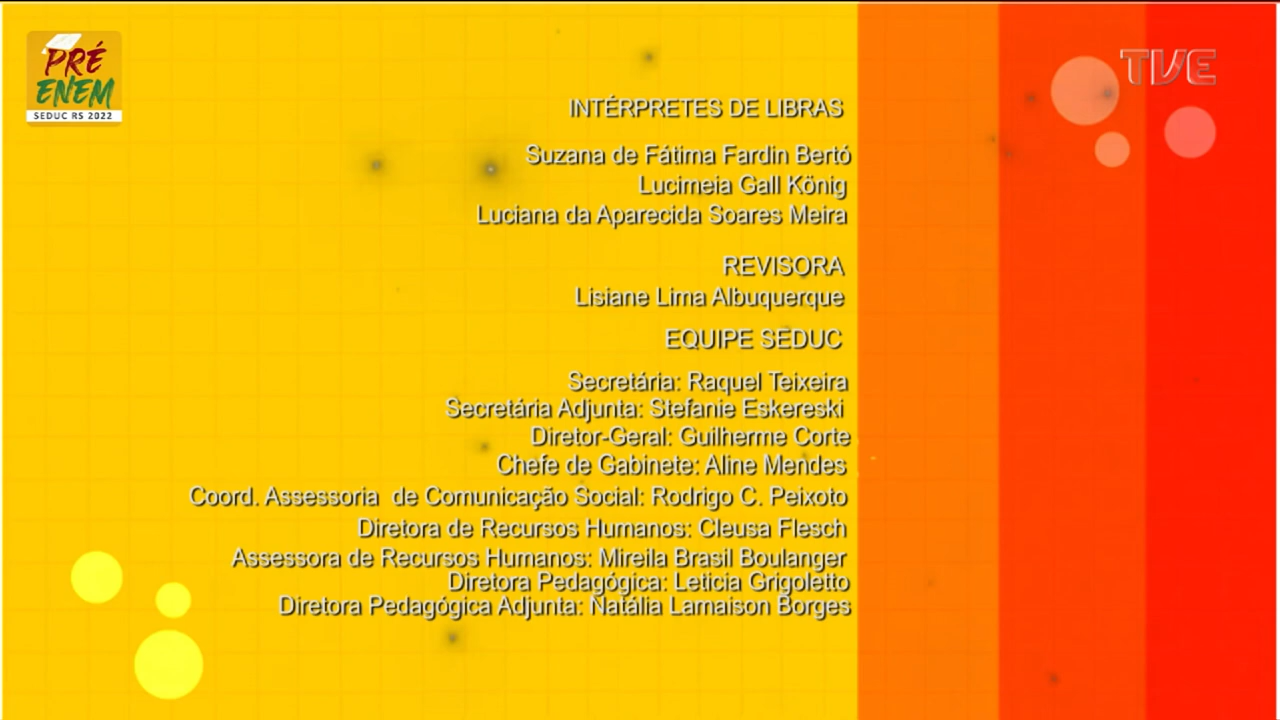 PRÉ
ENEM
SEDUC RS 2022
TVE
INTÉRPRETES DE LIBRAS
Suzana de Fátima Fardin Bertó
Lucimeia Gall König
Luciana da Aparecida Soares Meira
REVISORA
Lisiane Lima Albuquerque
EQUIPE SEDUC
Secretária: Raquel Teixeira
Secretária Adjunta: Stefanie Eskereski
Diretor-Geral: Guilherme Corte
Chefe de Gabinete: Aline Mendes
Coord. Assessoria de Comunicação Social: Rodrigo C. Peixoto
Diretora de Recursos Humanos: Cleusa Flesch
Assessora de Recursos Humanos: Mireila Brasil Boulanger
Diretora Pedagógica: Leticia Grigoletto
Diretora Pedagógica Adjunta: Natália Lamaison Borges